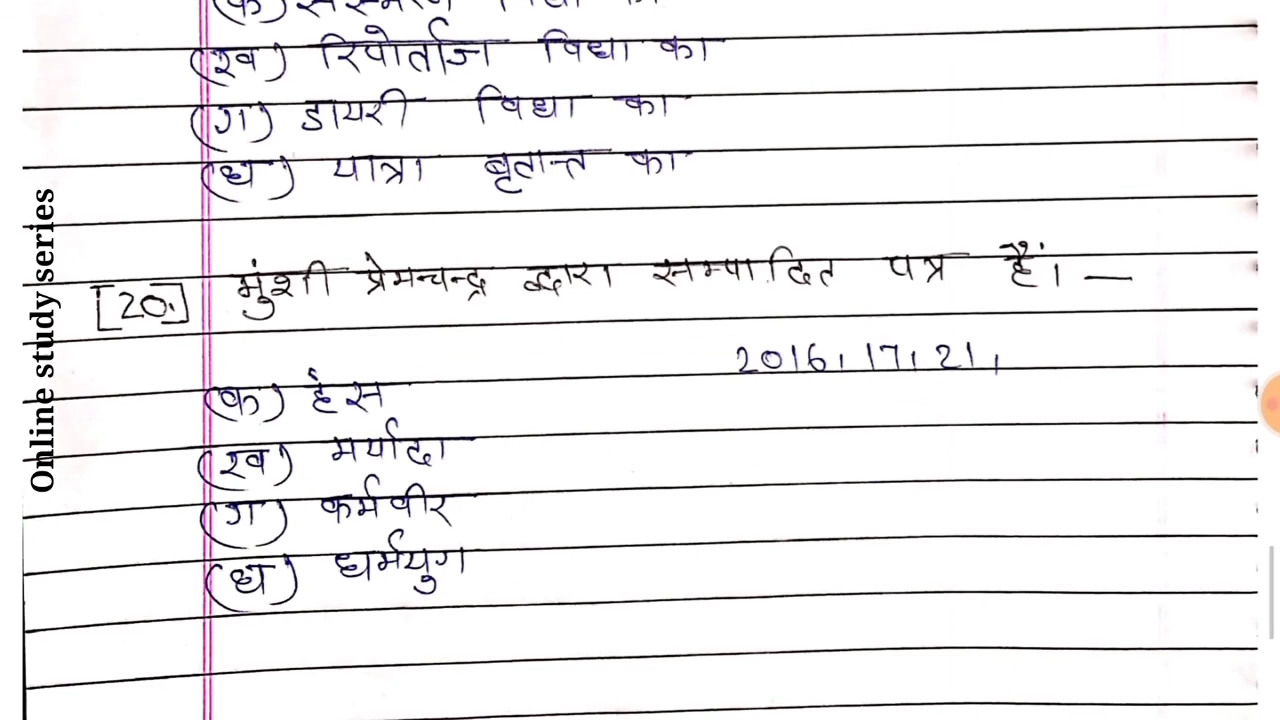 (ख) रिपोर्ताज विधा का
(ग) डायरी विधा का
(घ) यात्रा बृतान्त का
Online study series
[20.] मुंशी प्रेमचन्द्र द्वारा सम्पादित पत्र हैं। —
2016, 17, 21,
(क) हंस
(ख) मर्यादा
(ग) कर्मवीर
(घ) धर्मयुग